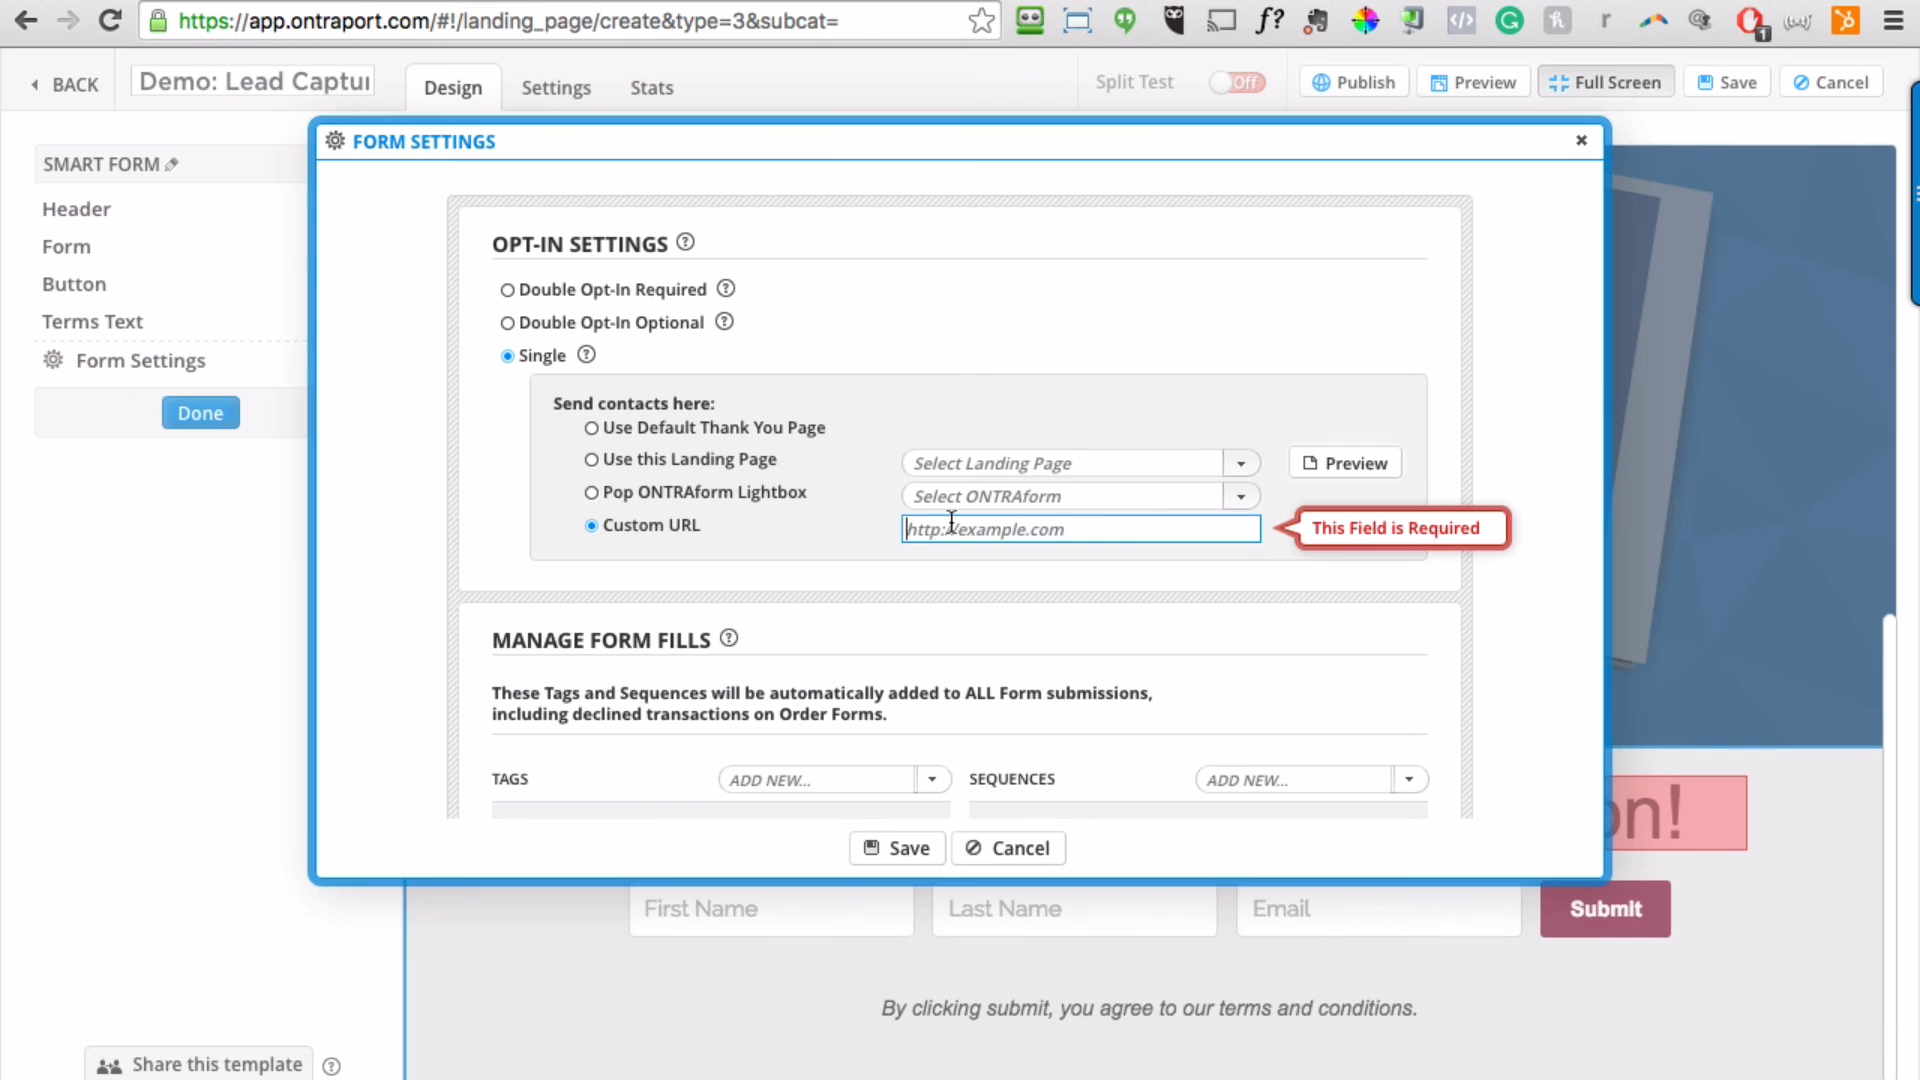 https://app.ontraport.com/#!/landing_page/create&type=3&subcat=
BACK
Demo: Lead Captu
Design
Settings
Stats
Split Test
Off
Publish
Preview
Full Screen
Save
Cancel
SMART FORM
Header
Form
Button
Terms Text
Form Settings
Done
FORM SETTINGS
OPT-IN SETTINGS
Double Opt-In Required
Double Opt-In Optional
Single
Send contacts here:
Use Default Thank You Page
Use this Landing Page
Select Landing Page
Preview
Pop ONTRAform Lightbox
Select ONTRAform
Custom URL
http://example.com
This Field is Required
MANAGE FORM FILLS
These Tags and Sequences will be automatically added to ALL Form submissions,
including declined transactions on Order Forms.
TAGS
ADD NEW...
SEQUENCES
ADD NEW...
Save
Cancel
on!
First Name
Last Name
Email
Submit
By clicking submit, you agree to our terms and conditions.
Share this template